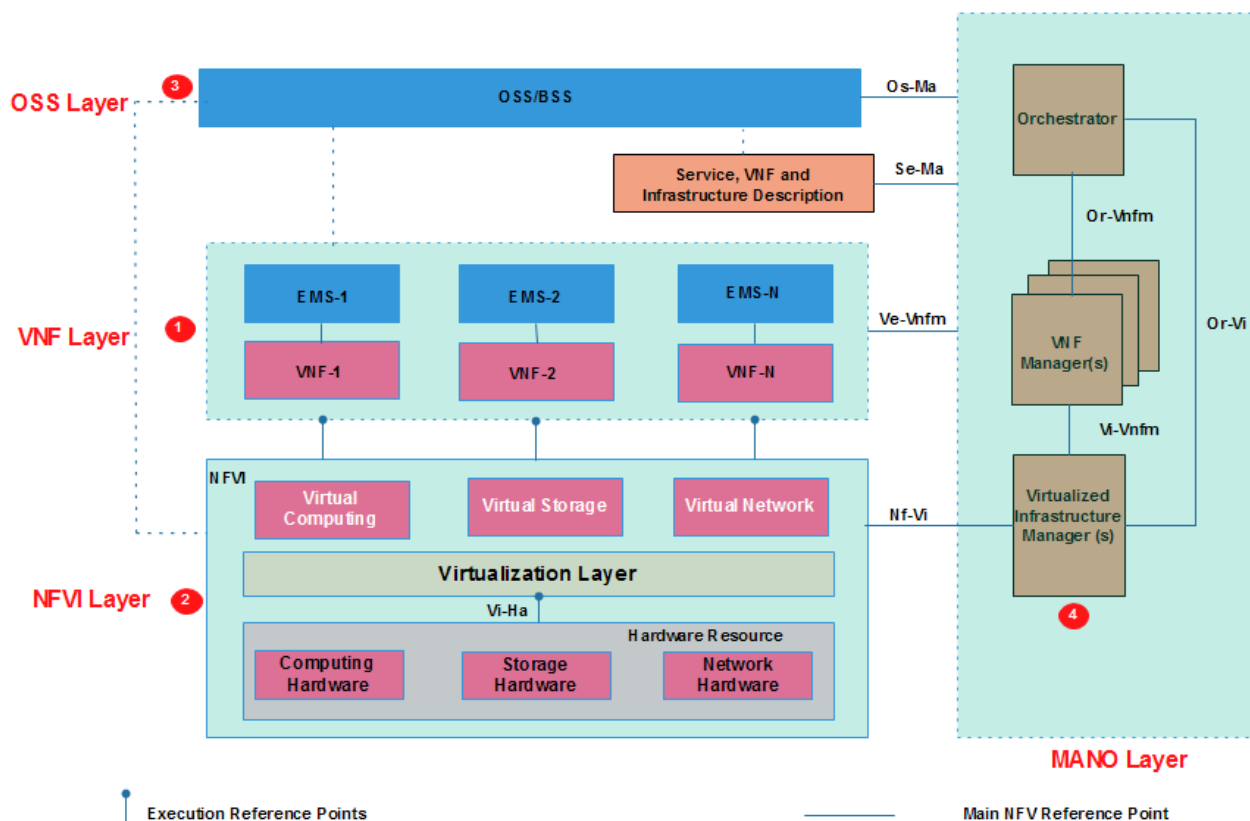 3
OSS/BSS
Os-Ma
OSS Layer
Orchestrator
Service, VNF and
Infrastructure Description
Se-Ma
Or-Vnfm
EMS-1
EMS-2
EMS-N
1
VNF Layer
Ve-Vnfm
Or-Vi
VNF-1
VNF-2
VNF-N
VNF
Manager(s)
Vi-Vnfm
NFVI
Virtual
Computing
Virtual Storage
Virtual Network
Nf-Vi
Virtualized
Infrastructure
Manager (s)
Virtualization Layer
NFVI Layer
2
Vi-Ha
4
Hardware Resource
Computing
Hardware
Storage
Hardware
Network
Hardware
MANO Layer
Execution Reference Points
Main NFV Reference Point